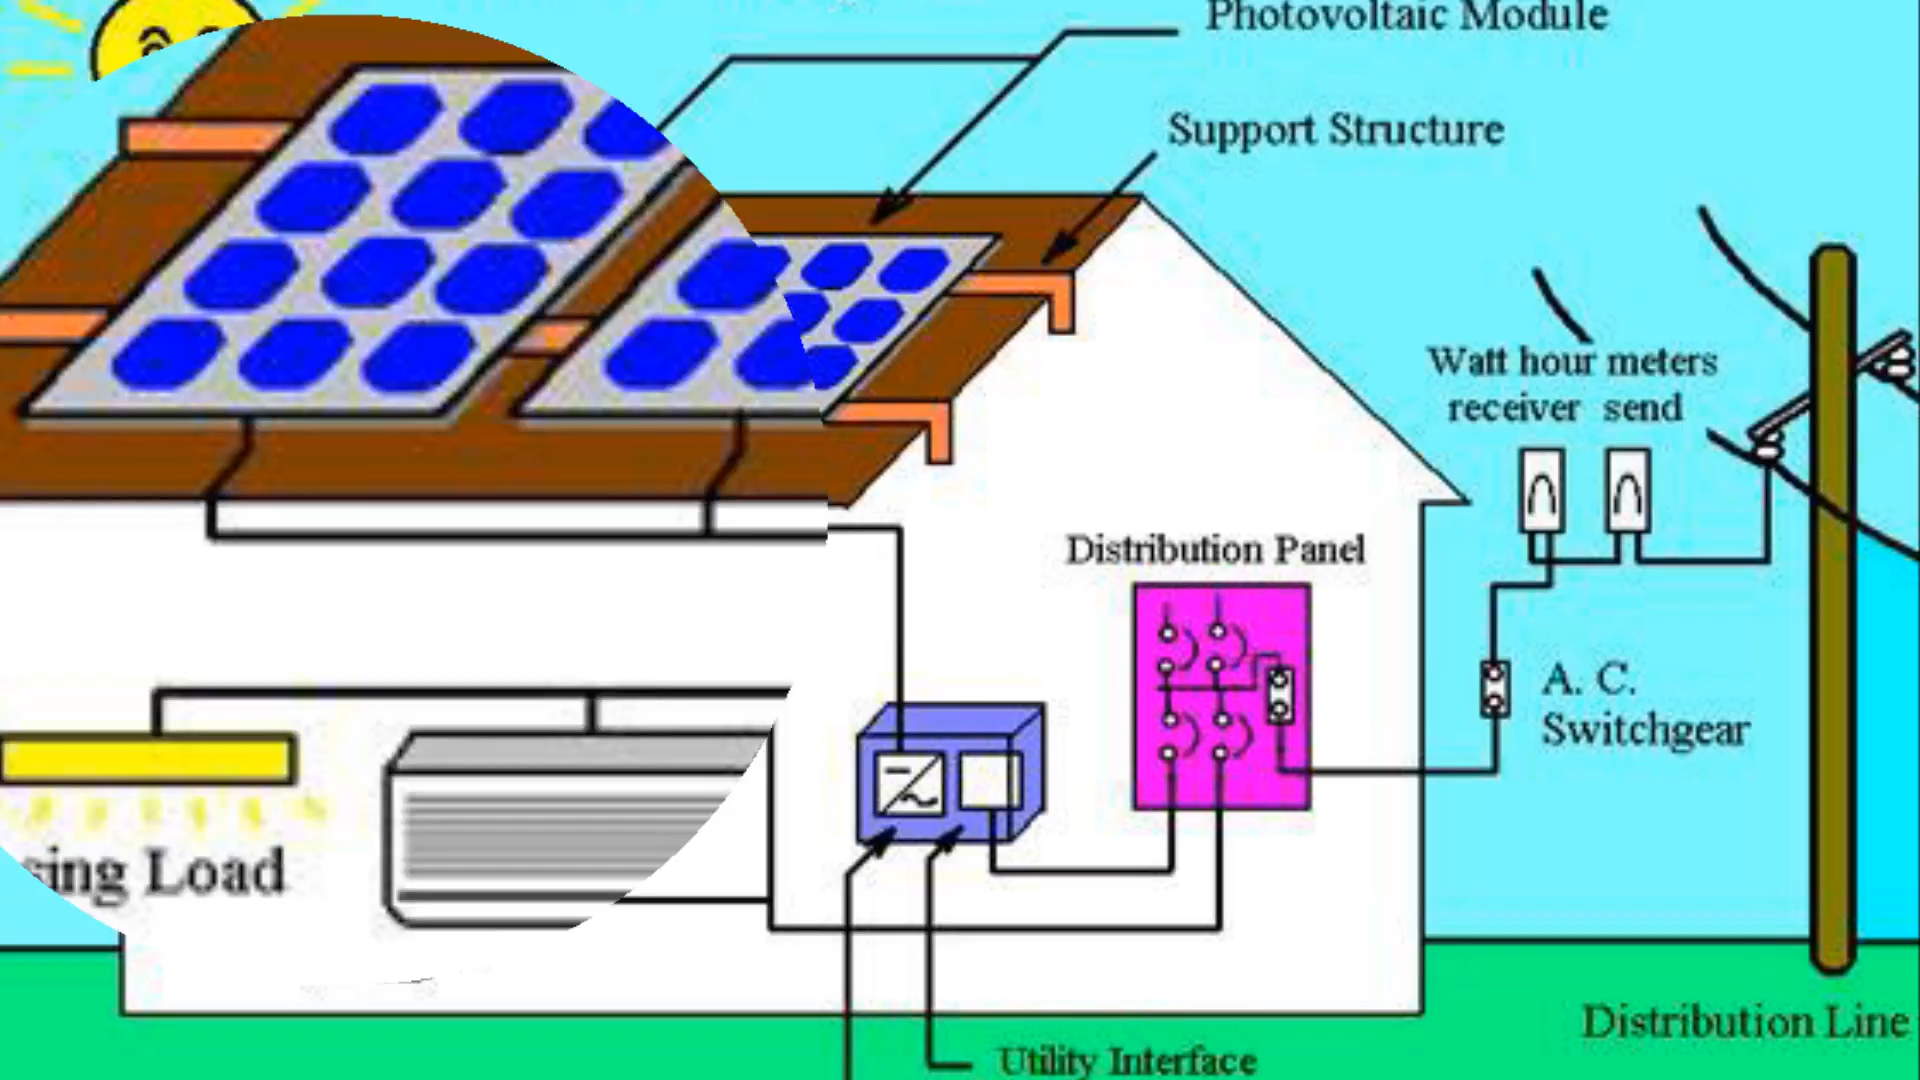 Photovoltaic Module
Support Structure
Watt hour meters
receiver send
Distribution Panel
A. C.
Switchgear
Load
Distribution Line
Utility Interface